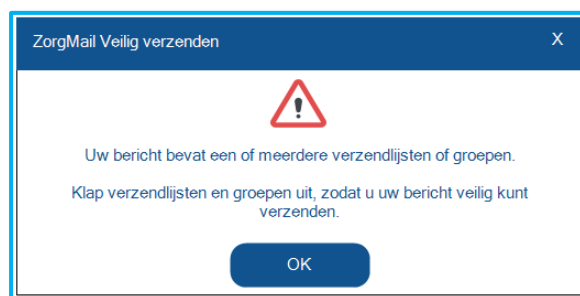 ZorgMail Veilig verzenden X
Uw bericht bevat een of meerdere verzendlijsten of groepen.
Klap verzendlijsten en groepen uit, zodat u uw bericht veilig kunt
verzenden.
OK